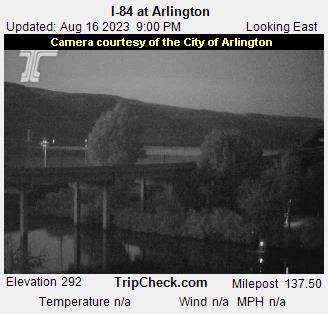 I-84 at Arlington
Updated: Aug 16 2023 9:00 PM Looking East
Camera courtesy of the City of Arlington
Elevation 292 TripCheck.com Milepost 137.50
Temperature n/a Wind n/a MPH n/a